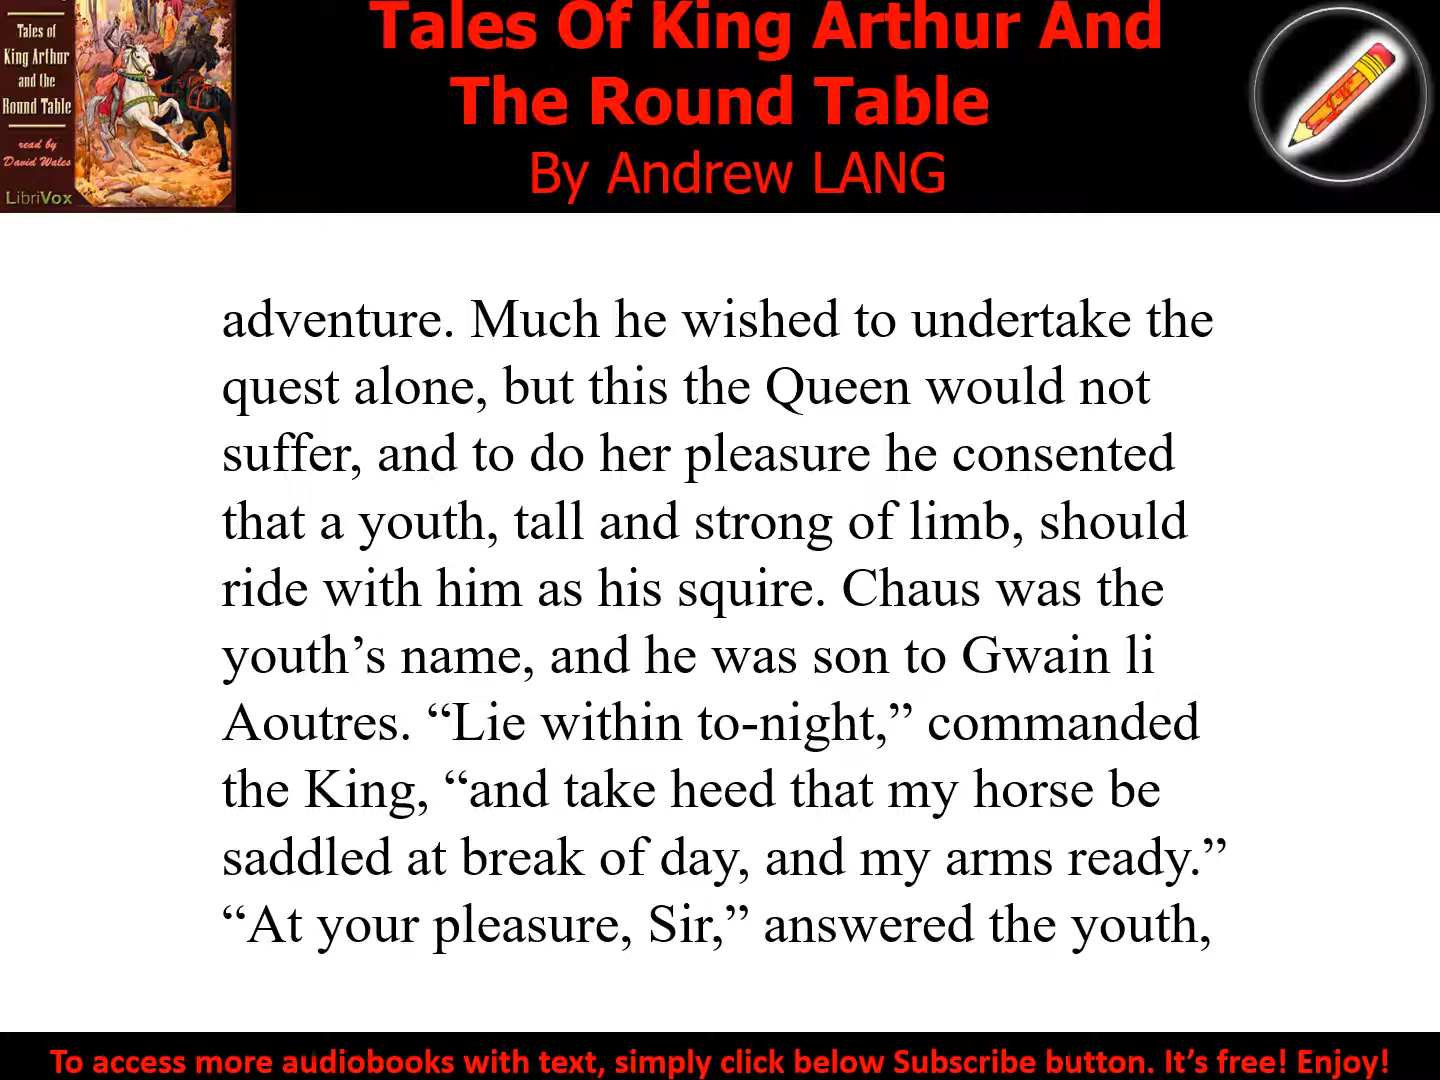 Tales of
King Arthur
and the
Round Table
read by
David Wales
LibriVox
Tales Of King Arthur And
The Round Table
By Andrew LANG
adventure. Much he wished to undertake the
quest alone, but this the Queen would not
suffer, and to do her pleasure he consented
that a youth, tall and strong of limb, should
ride with him as his squire. Chaus was the
youth’s name, and he was son to Gwain li
Aoutres. “Lie within to-night,” commanded
the King, “and take heed that my horse be
saddled at break of day, and my arms ready.”
“At your pleasure, Sir,” answered the youth,
To access more audiobooks with text, simply click below Subscribe button. It’s free! Enjoy!